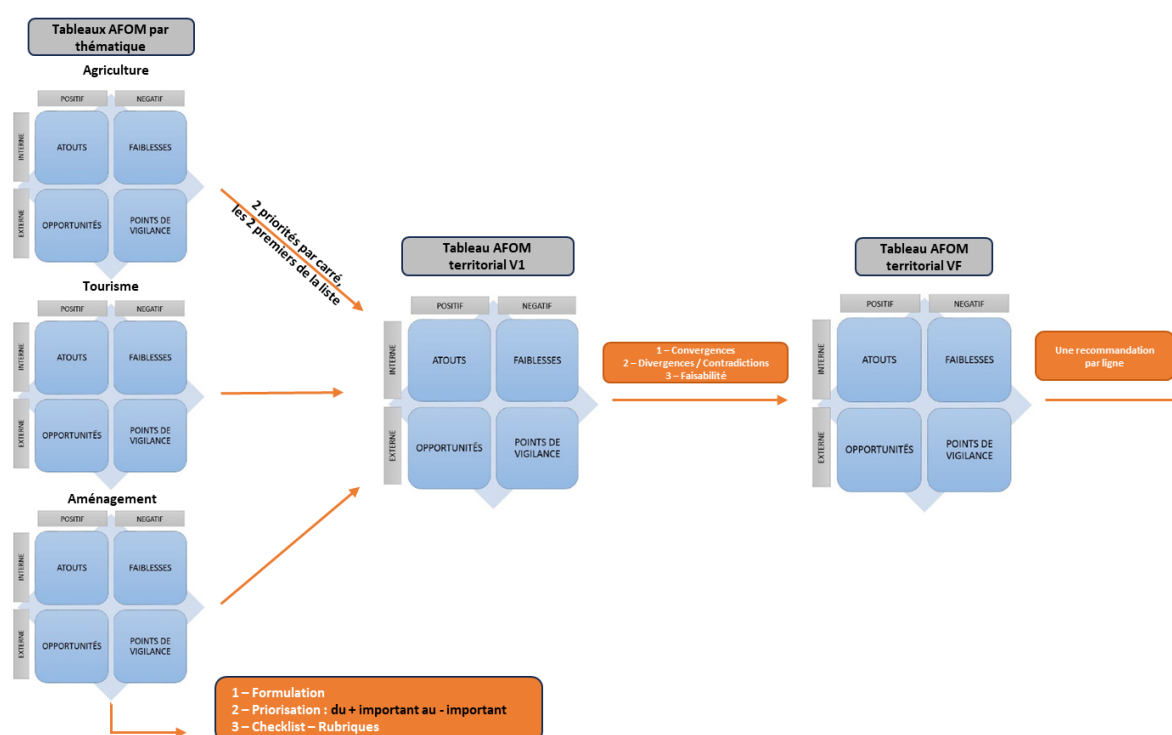 Tableaux AFOM par
thématique
Agriculture
POSITIF
NEGATIF
INTERNE
ATOUTS
FAIBLESSES
EXTERNE
OPPORTUNITÉS
POINTS DE
VIGILANCE
Tourisme
POSITIF
NEGATIF
INTERNE
ATOUTS
FAIBLESSES
EXTERNE
OPPORTUNITÉS
POINTS DE
VIGILANCE
Aménagement
POSITIF
NEGATIF
INTERNE
ATOUTS
FAIBLESSES
EXTERNE
OPPORTUNITÉS
POINTS DE
VIGILANCE
1 – Formulation
2 – Priorisation : du + important au - important
3 – Checklist – Rubriques
2 priorités par carré,
les 2 premiers de la liste
Tableau AFOM
territorial V1
POSITIF
NEGATIF
INTERNE
ATOUTS
FAIBLESSES
EXTERNE
OPPORTUNITÉS
POINTS DE
VIGILANCE
1 – Convergences
2 – Divergences / Contradictions
3 – Faisabilité
Tableau AFOM
territorial VF
POSITIF
NEGATIF
INTERNE
ATOUTS
FAIBLESSES
EXTERNE
OPPORTUNITÉS
POINTS DE
VIGILANCE
Une recommandation
par ligne